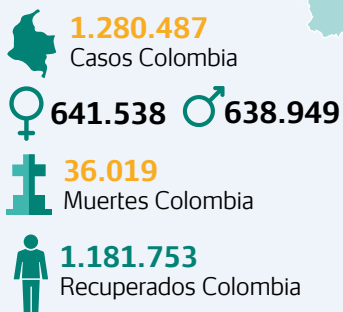 1.280.487
Casos Colombia
641.538 638.949
36.019
Muertes Colombia
1.181.753
Recuperados Colombia